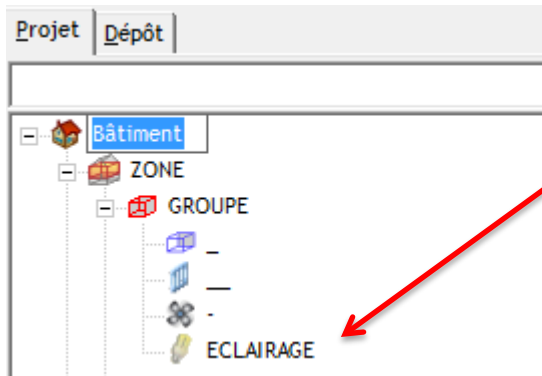 Projet Dépôt
Bâtiment
ZONE
GROUPE
_
__
-
ECLAIRAGE